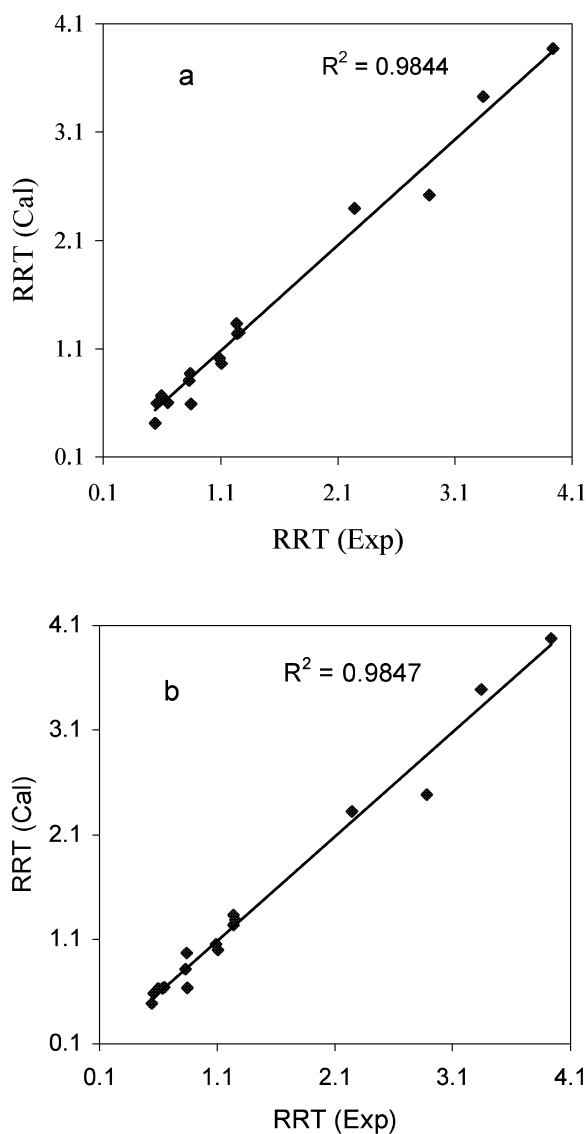 4.1
a
R² = 0.9844
3.1
RRT (Cal)
2.1
1.1
0.1
0.1 1.1 2.1 3.1 4.1
RRT (Exp)
4.1
b
R² = 0.9847
3.1
RRT (Cal)
2.1
1.1
0.1
0.1 1.1 2.1 3.1 4.1
RRT (Exp)